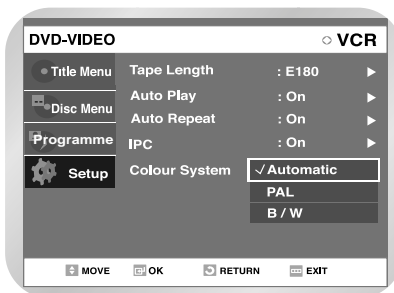 DVD-VIDEO VCR
Title Menu
Disc Menu
Programme
Setup
Tape Length : E180
Auto Play : On
Auto Repeat : On
IPC : On
Colour System ✓Automatic
PAL
B / W
MOVE OK RETURN EXIT